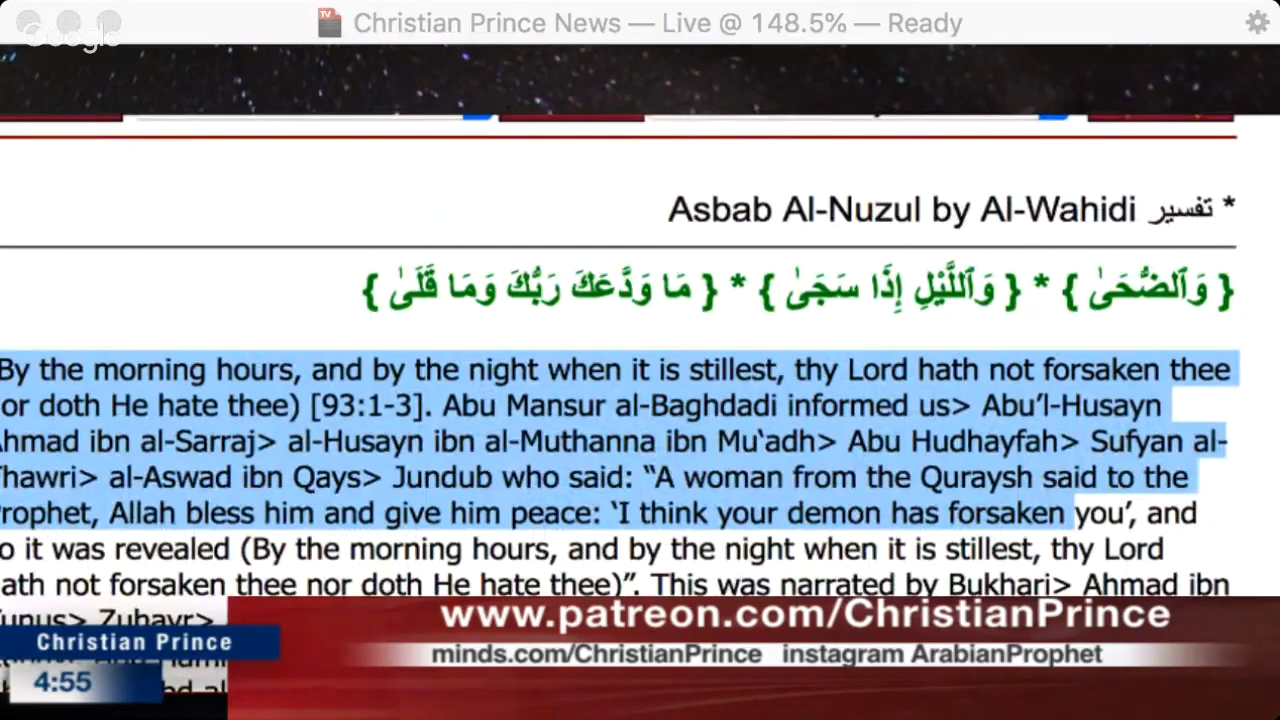 Christian Prince News — Live @ 148.5% — Ready
Google
Asbab Al-Nuzul by Al-Wahidi تفسير *
{ وَٱلضُّحَىٰ } * { وَٱللَّيْلِ إِذَا سَجَىٰ } * { مَا وَدَّعَكَ رَبُّكَ وَمَا قَلَىٰ }
By the morning hours, and by the night when it is stillest, thy Lord hath not forsaken thee
or doth He hate thee) [93:1-3]. Abu Mansur al-Baghdadi informed us> Abu’l-Husayn
hmad ibn al-Sarraj> al-Husayn ibn al-Muthanna ibn Mu‘adh> Abu Hudhayfah> Sufyan al-
hawri> al-Aswad ibn Qays> Jundub who said: “A woman from the Quraysh said to the
rophet, Allah bless him and give him peace: ‘I think your demon has forsaken you’, and
o it was revealed (By the morning hours, and by the night when it is stillest, thy Lord
ath not forsaken thee nor doth He hate thee)”. This was narrated by Bukhari> Ahmad ibn
unus> Zuhayr>
www.patreon.com/ChristianPrince
Christian Prince
minds.com/ChristianPrince instagram ArabianProphet
4:55